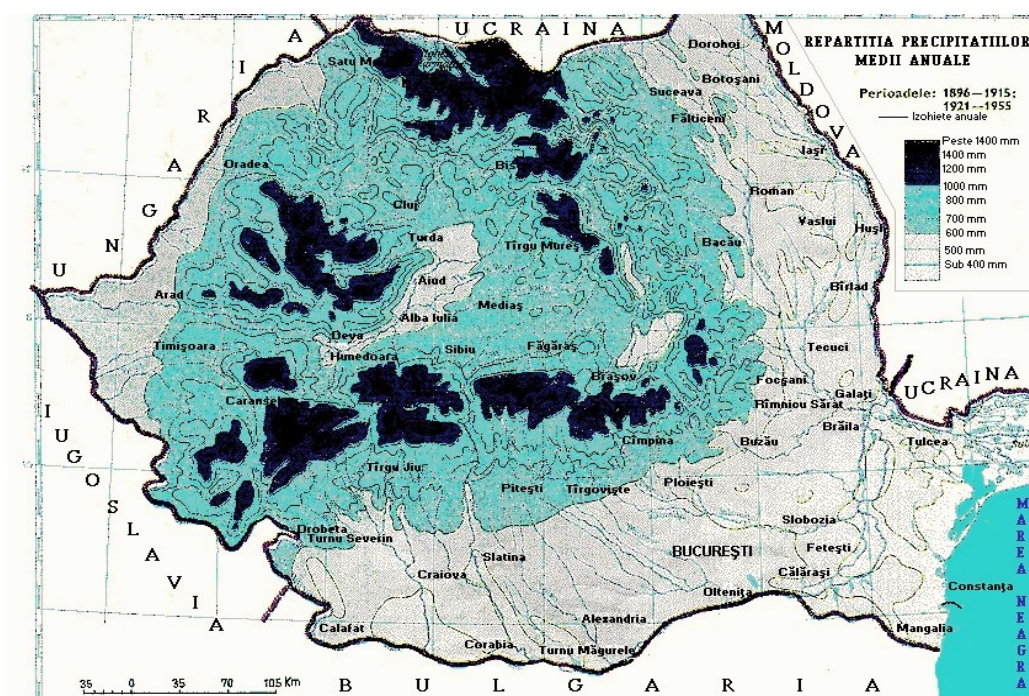 UCRAINA
MOLDOVA
UNGARIA
IUGOSLAVIA
BULGARIA
UCRAINA
MAREA NEAGRA
REPARTITIA PRECIPITATIILOR
MEDII ANUALE
Perioadele: 1896—1915;
1921—1955
Izohiete anuale
Peste 1400 mm
1400 mm
1200 mm
1000 mm
800 mm
700 mm
600 mm
500 mm
Sub 400 mm
Dorohoi
Satu M
Botoşani
Suceava
Fălticeni
Iaşi
Oradea
Bis
Roman
Cluj
Vaslui
Huşi
Turda
Tîrgu Mureş
Bacău
Aiud
Bîrlad
Arad
Mediaş
Alba Iulia
Deva
Timişoara
Hunedoara
Sibiu
Făgăraş
Tecuci
Braşov
Focşani
Caranse
Galaţi
Rîmnicu Sărat
Brăila
Cîmpina
Buzău
Tulcea
Tîrgu Jiu
Piteşti
Tîrgovişte
Ploieşti
Slobozia
Drobeta
Turnu Severin
Slatina
BUCUREŞTI
Feteşti
Craiova
Călăraşi
Olteniţa
Constanţa
Alexandria
Calafat
Mangalia
Corabia
Turnu Măgurele
35 0 35 70 105 Km